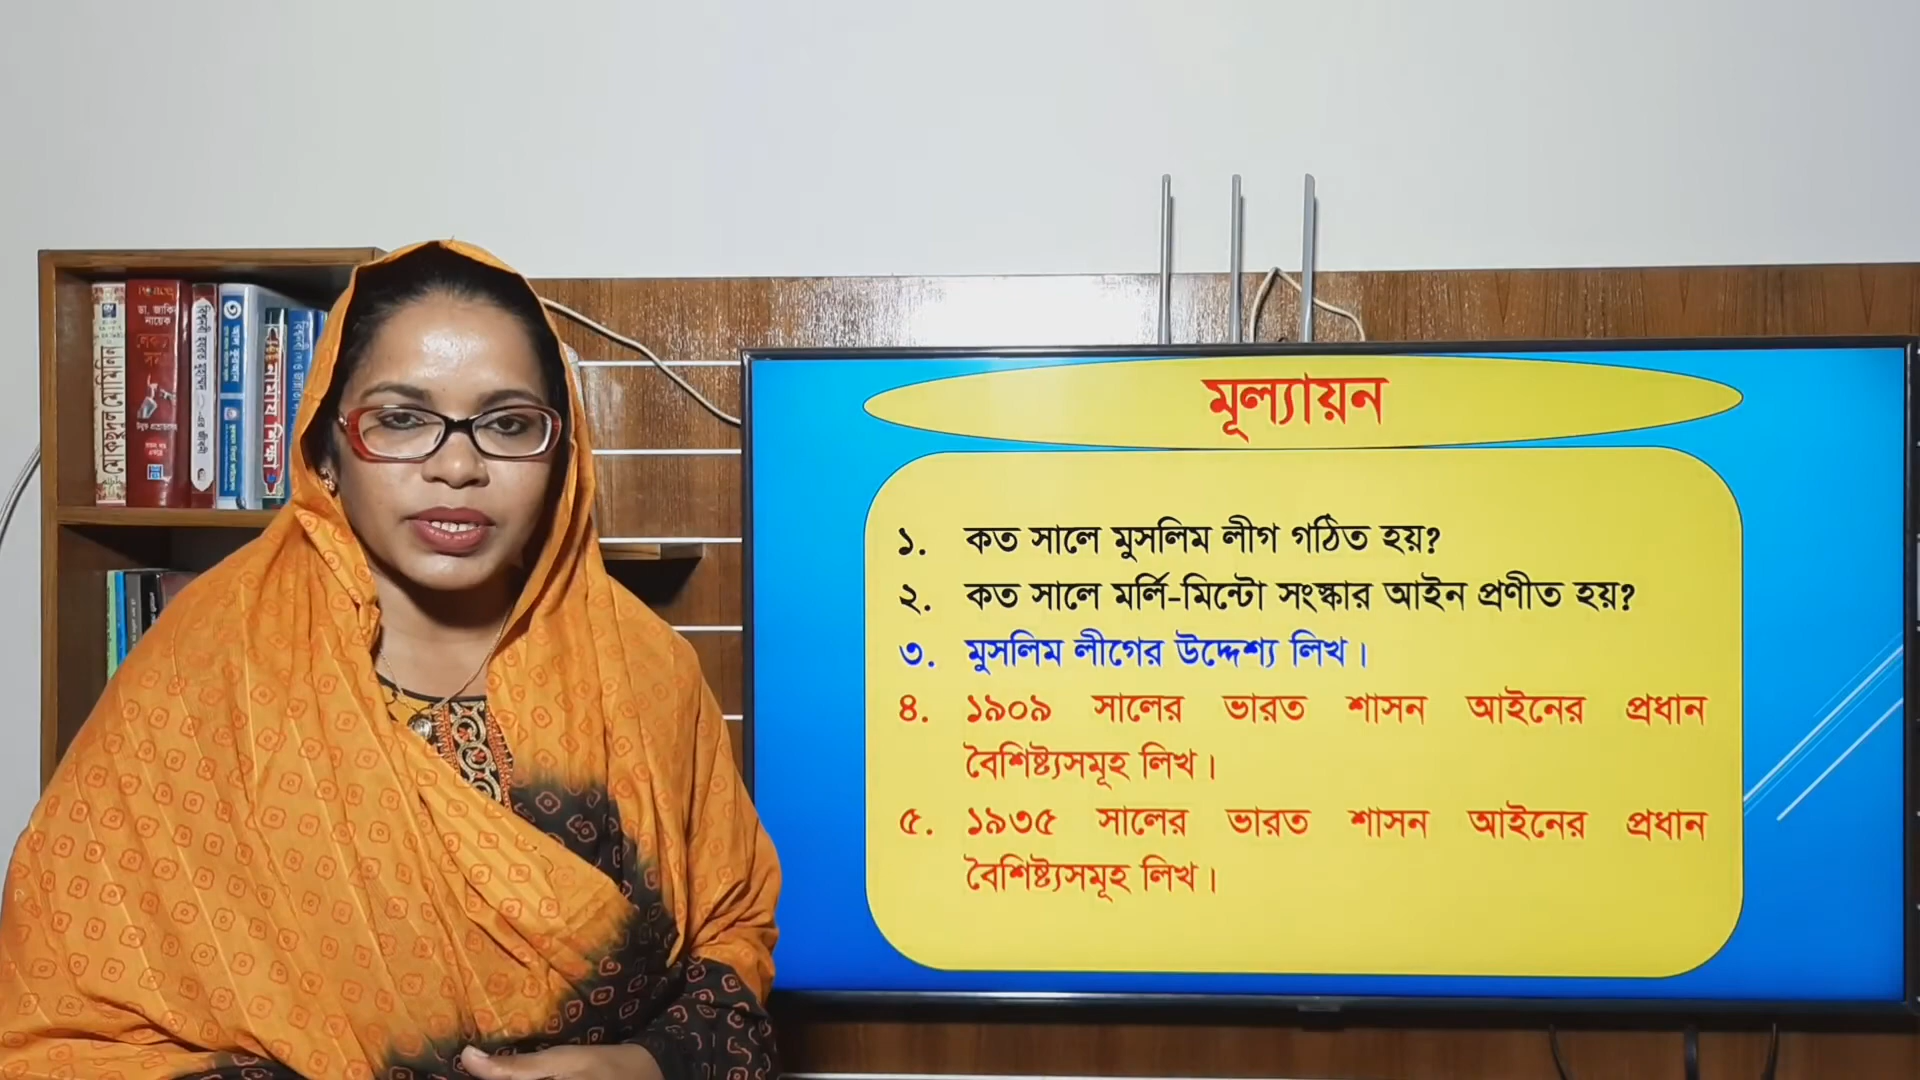 মূল্যায়ন
১. কত সালে মুসলিম লীগ গঠিত হয়?
২. কত সালে মর্লি-মিন্টো সংস্কার আইন প্রণীত হয়?
৩. মুসলিম লীগের উদ্দেশ্য লিখ।
৪. ১৯০৯ সালের ভারত শাসন আইনের প্রধান
বৈশিষ্ট্যসমূহ লিখ।
৫. ১৯৩৫ সালের ভারত শাসন আইনের প্রধান
বৈশিষ্ট্যসমূহ লিখ।
মোকছুদুল মোমিনিন
ডা. জাকির
নায়েক